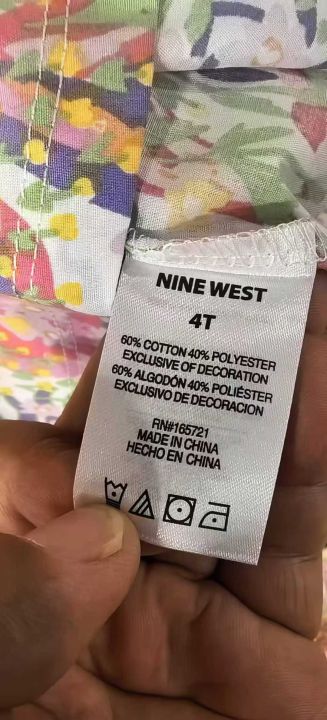 NINE WEST
4T
60% COTTON 40% POLYESTER
EXCLUSIVE OF DECORATION
60% ALGODÓN 40% POLIÉSTER
EXCLUSIVO DE DECORACION
RN#165721
MADE IN CHINA
HECHO EN CHINA